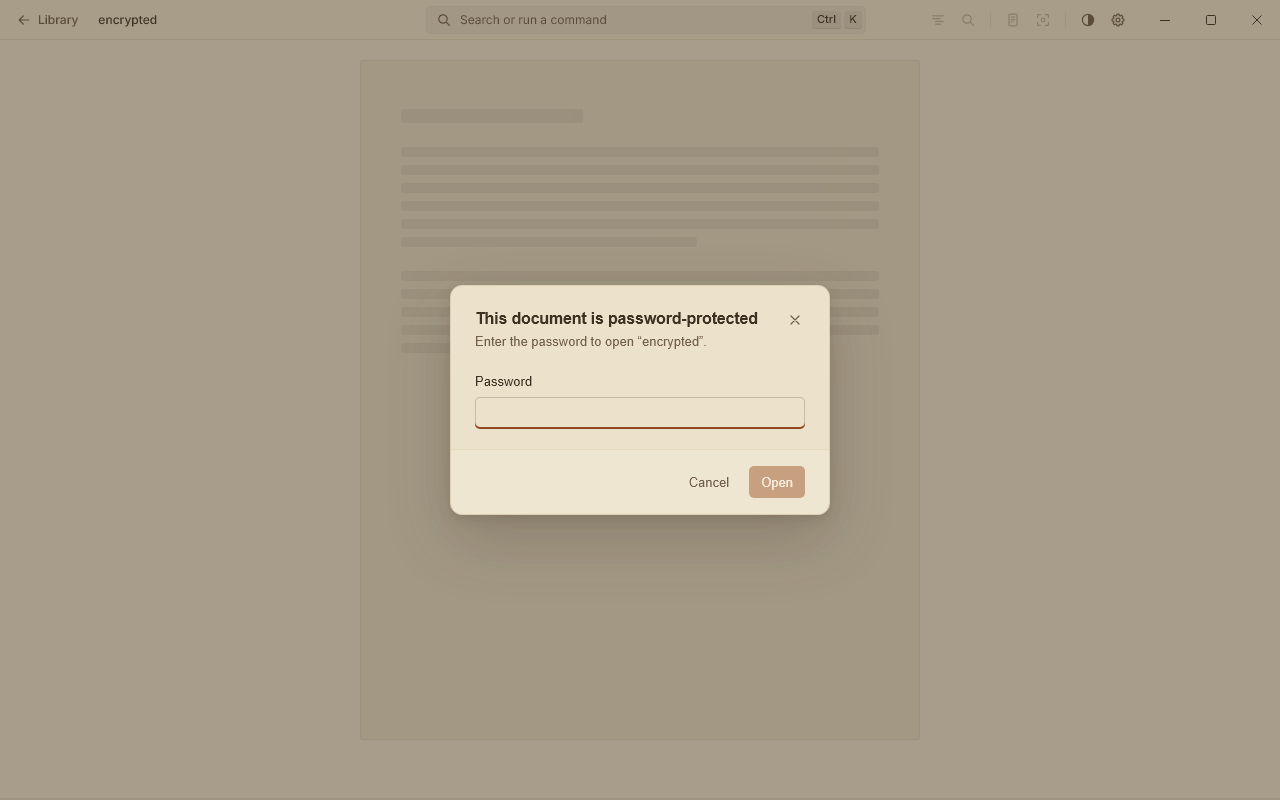 Library
encrypted
Search or run a command
Ctrl K
This document is password-protected
Enter the password to open “encrypted”.
Password
Cancel
Open